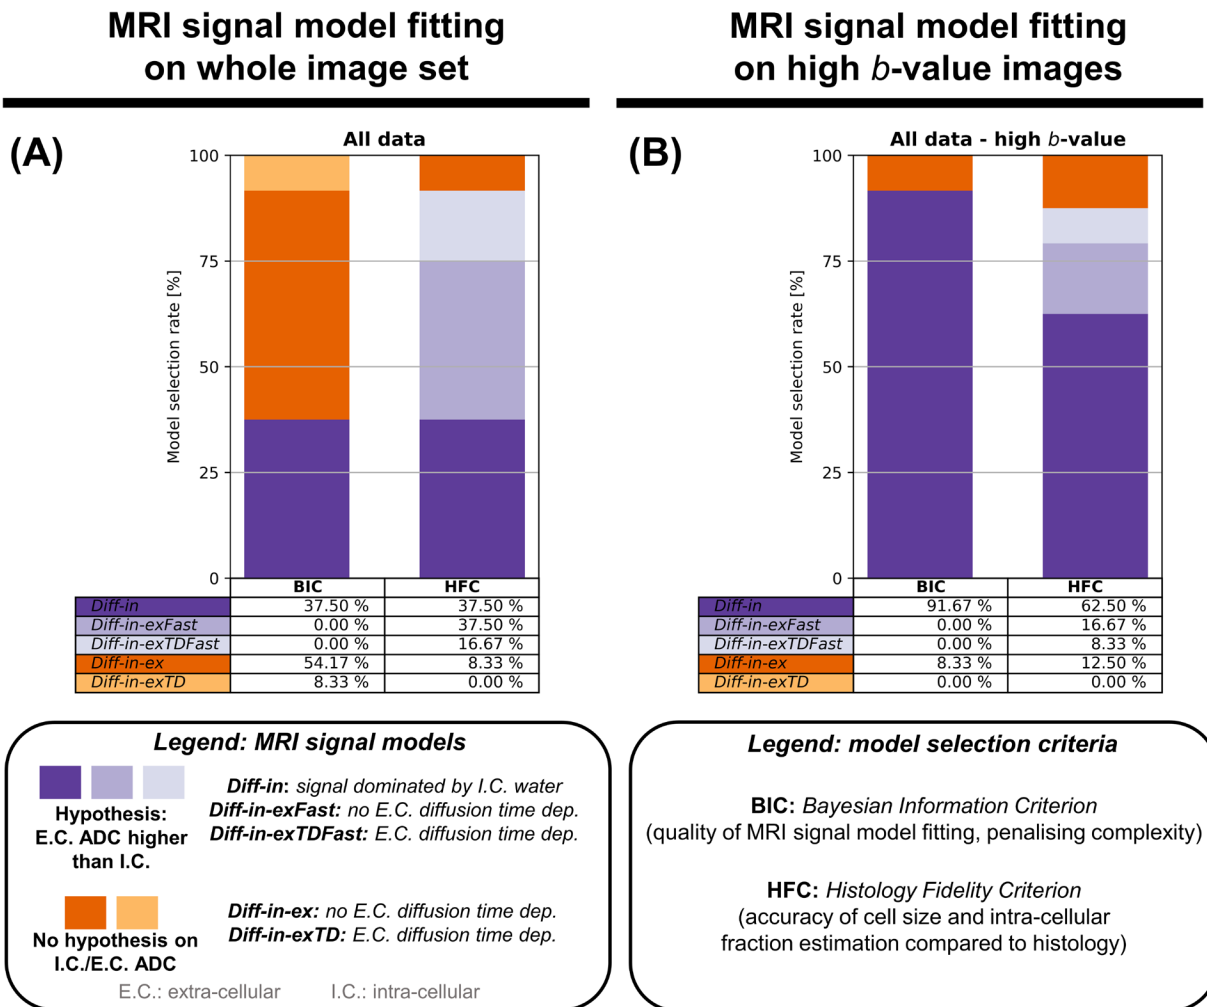 MRI signal model fitting
on whole image set
MRI signal model fitting
on high b-value images
(A)
All data
100
75
50
25
0
Model selection rate [%]
BIC HFC
Diff-in 37.50 % 37.50 %
Diff-in-exFast 0.00 % 37.50 %
Diff-in-exTDFast 0.00 % 16.67 %
Diff-in-ex 54.17 % 8.33 %
Diff-in-exTD 8.33 % 0.00 %
(B)
All data - high b-value
100
75
50
25
0
Model selection rate [%]
BIC HFC
Diff-in 91.67 % 62.50 %
Diff-in-exFast 0.00 % 16.67 %
Diff-in-exTDFast 0.00 % 8.33 %
Diff-in-ex 8.33 % 12.50 %
Diff-in-exTD 0.00 % 0.00 %
Legend: MRI signal models
Hypothesis:
E.C. ADC higher
than I.C.
Diff-in: signal dominated by I.C. water
Diff-in-exFast: no E.C. diffusion time dep.
Diff-in-exTDFast: E.C. diffusion time dep.
No hypothesis on
I.C./E.C. ADC
Diff-in-ex: no E.C. diffusion time dep.
Diff-in-exTD: E.C. diffusion time dep.
E.C.: extra-cellular I.C.: intra-cellular
Legend: model selection criteria
BIC: Bayesian Information Criterion
(quality of MRI signal model fitting, penalising complexity)
HFC: Histology Fidelity Criterion
(accuracy of cell size and intra-cellular
fraction estimation compared to histology)